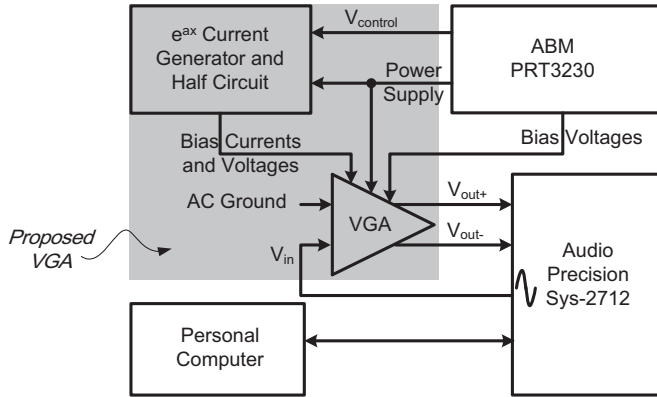 e^ax Current
Generator and
Half Circuit
V_control
ABM
PRT3230
Power
Supply
Bias Currents
and Voltages
Bias Voltages
AC Ground
VGA
V_out+
V_out-
V_in
Proposed
VGA
Audio
Precision
Sys-2712
Personal
Computer